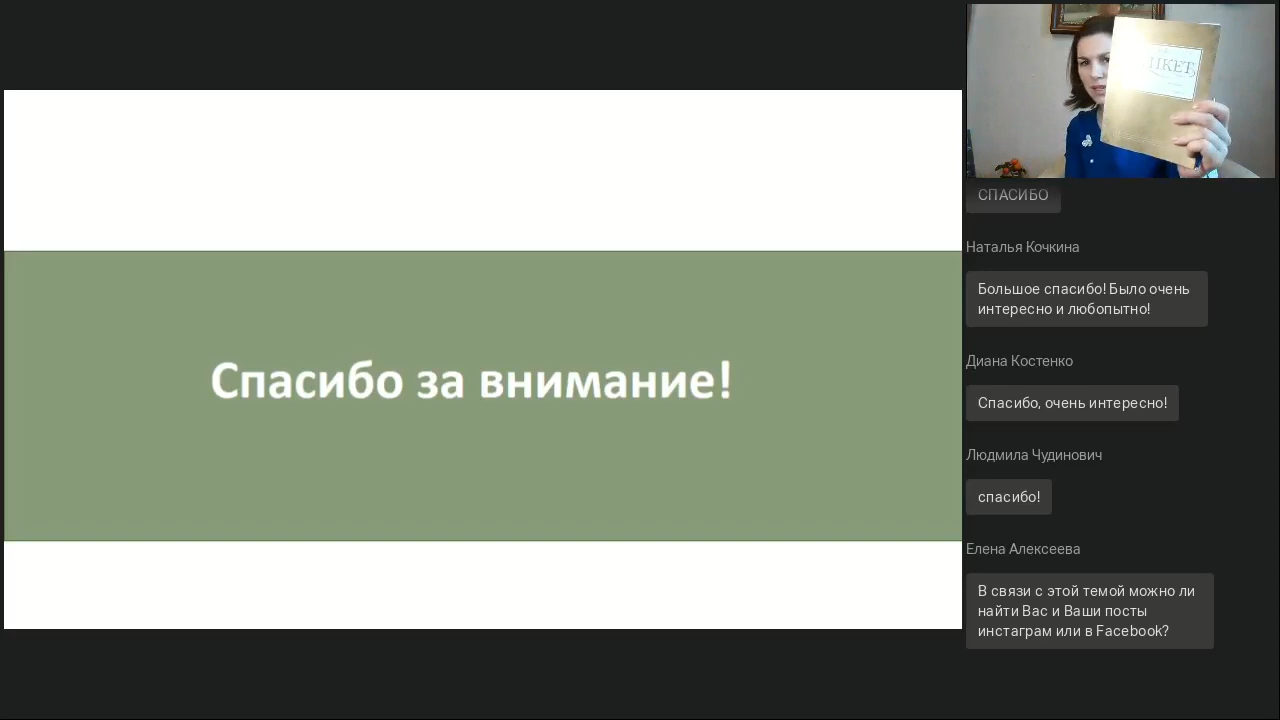 Спасибо за внимание!
СПАСИБО
Наталья Кочкина
Большое спасибо! Было очень
интересно и любопытно!
Диана Костенко
Спасибо, очень интересно!
Людмила Чудинович
спасибо!
Елена Алексеева
В связи с этой темой можно ли
найти Вас и Ваши посты
инстаграм или в Facebook?